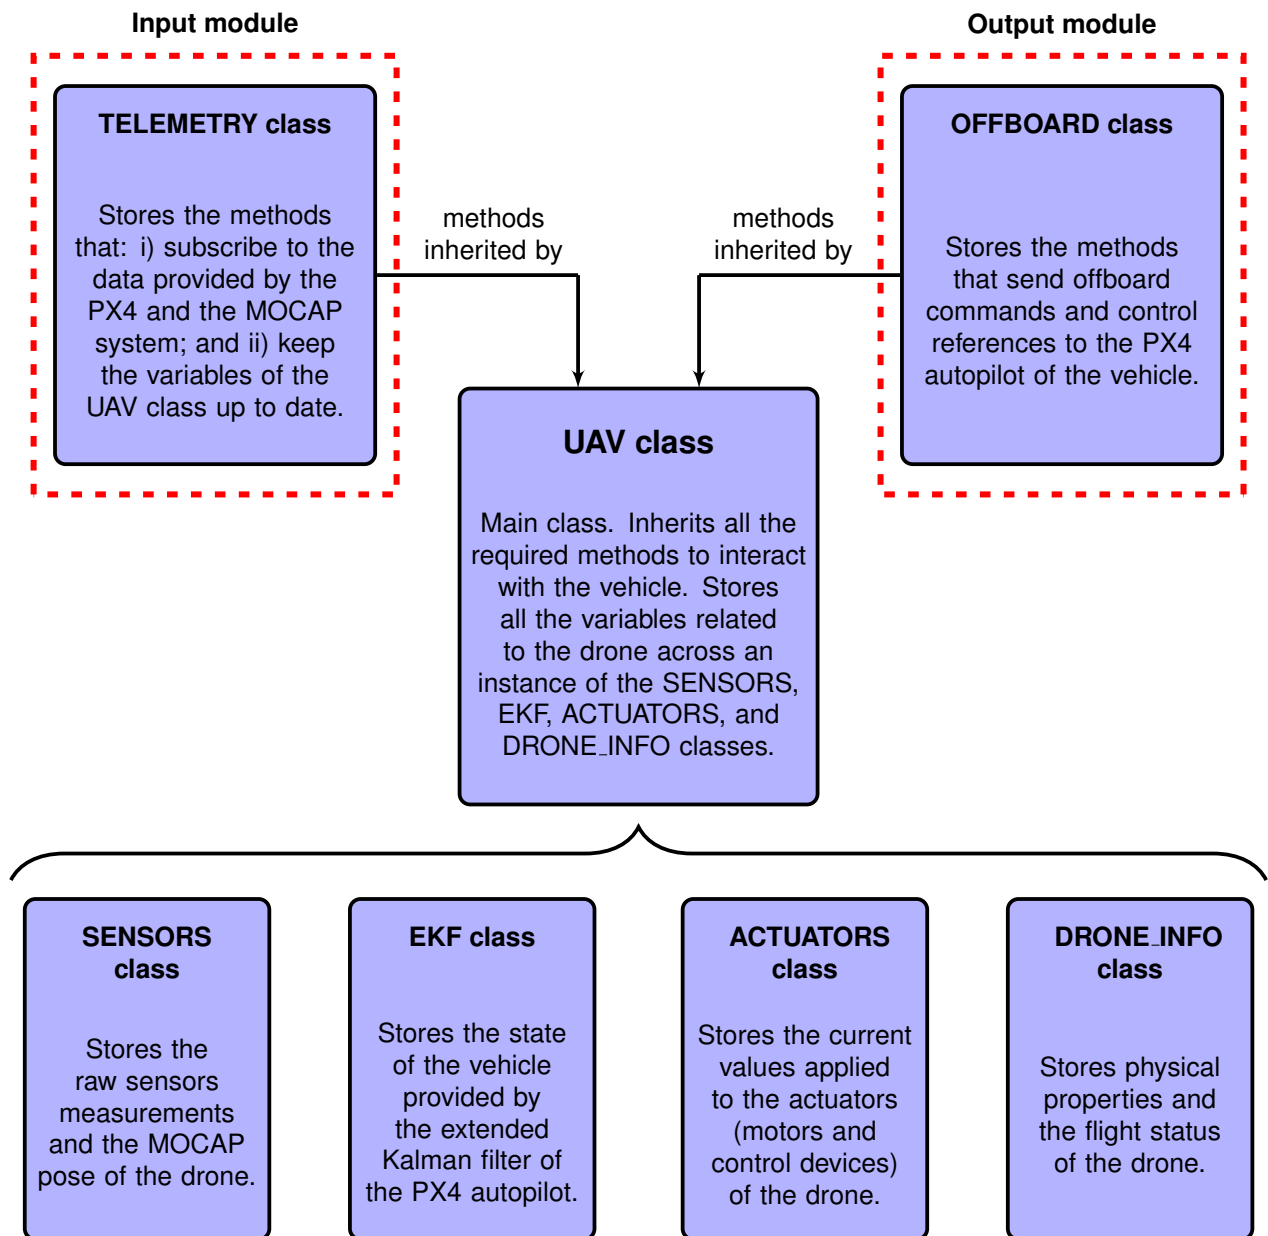 Input module
Output module
TELEMETRY class
Stores the methods
that: i) subscribe to the
data provided by the
PX4 and the MOCAP
system; and ii) keep
the variables of the
UAV class up to date.
methods
inherited by
methods
inherited by
OFFBOARD class
Stores the methods
that send offboard
commands and control
references to the PX4
autopilot of the vehicle.
UAV class
Main class. Inherits all the
required methods to interact
with the vehicle. Stores
all the variables related
to the drone across an
instance of the SENSORS,
EKF, ACTUATORS, and
DRONE_INFO classes.
SENSORS
class
Stores the
raw sensors
measurements
and the MOCAP
pose of the drone.
EKF class
Stores the state
of the vehicle
provided by
the extended
Kalman filter of
the PX4 autopilot.
ACTUATORS
class
Stores the current
values applied
to the actuators
(motors and
control devices)
of the drone.
DRONE_INFO
class
Stores physical
properties and
the flight status
of the drone.